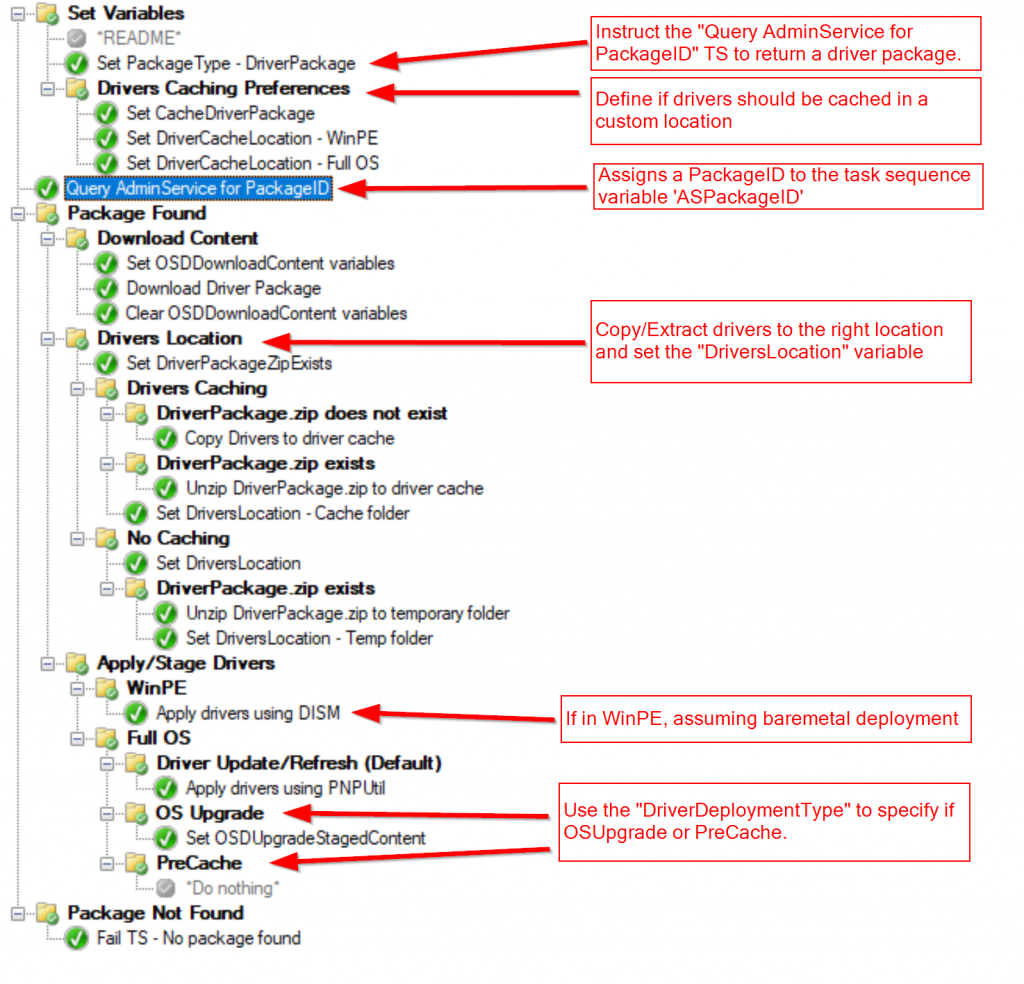 Set Variables
*README*
Set PackageType - DriverPackage
Instruct the "Query AdminService for
PackageID" TS to return a driver package.
Drivers Caching Preferences
Define if drivers should be cached in a
custom location
Set CacheDriverPackage
Set DriverCacheLocation - WinPE
Set DriverCacheLocation - Full OS
Query AdminService for PackageID
Assigns a PackageID to the task sequence
variable 'ASPackageID'
Package Found
Download Content
Set OSDDownloadContent variables
Download Driver Package
Clear OSDDownloadContent variables
Drivers Location
Copy/Extract drivers to the right location
and set the "DriversLocation" variable
Set DriverPackageZipExists
Drivers Caching
DriverPackage.zip does not exist
Copy Drivers to driver cache
DriverPackage.zip exists
Unzip DriverPackage.zip to driver cache
Set DriversLocation - Cache folder
No Caching
Set DriversLocation
DriverPackage.zip exists
Unzip DriverPackage.zip to temporary folder
Set DriversLocation - Temp folder
Apply/Stage Drivers
WinPE
Apply drivers using DISM
If in WinPE, assuming baremetal deployment
Full OS
Driver Update/Refresh (Default)
Apply drivers using PNPUtil
OS Upgrade
Use the "DriverDeploymentType" to specify if
OSUpgrade or PreCache.
Set OSDUpgradeStagedContent
PreCache
*Do nothing*
Package Not Found
Fail TS - No package found